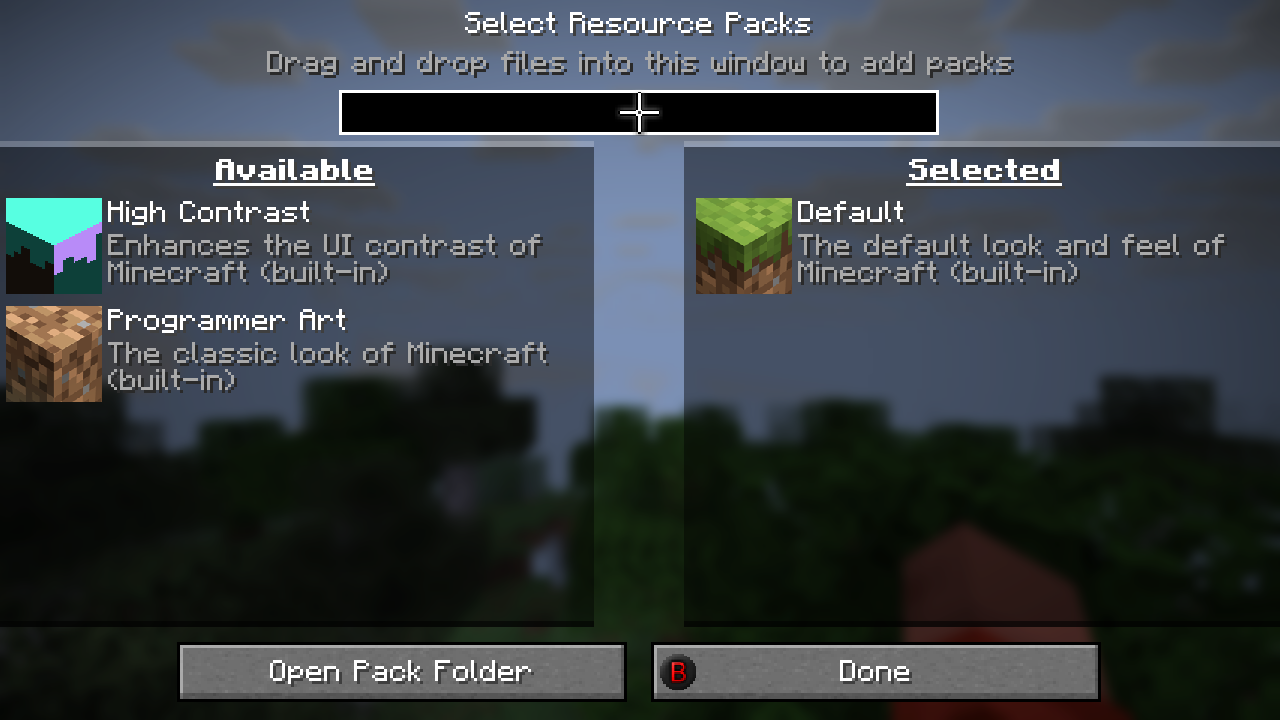 Select Resource Packs
Drag and drop files into this window to add packs
Available
High Contrast
Enhances the UI contrast of
Minecraft (built-in)
Programmer Art
The classic look of Minecraft
(built-in)
Selected
Default
The default look and feel of
Minecraft (built-in)
Open Pack Folder
B
Done